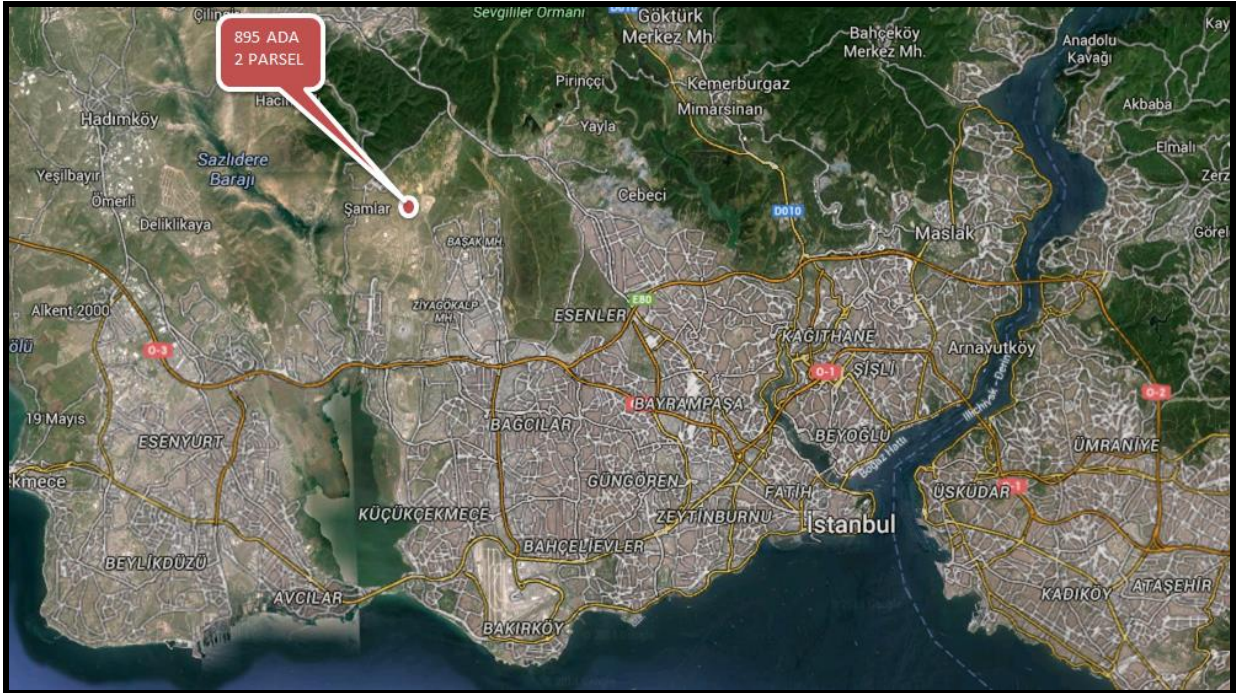 895 ADA
2 PARSEL
Sevgililer Ormanı
Göktürk
Merkez Mh.
Bahçeköy
Merkez Mh.
Anadolu
Kavağı
Pirinççi
Kemerburgaz
Mimarsinan
Akbaba
Hadımköy
Yayla
Elmalı
Sazlıdere
Barajı
Yeşilbayır
Ömerli
Şamlar
Cebeci
Deliklikaya
D010
Maslak
BAŞAK MH.
Alkent 2000
ZİYAGÖKALP
MH.
E80
ESENLER
KAĞITHANE
O-3
Arnavutköy
O-1
ŞİŞLİ
O-2
BAYRAMPAŞA
19 Mayıs
ESENYURT
BAĞCILAR
BEYOĞLU
Boğaz Hattı
ÜMRANİYE
GÜNGÖREN
FATİH
ÜSKÜDAR
KÜÇÜKÇEKMECE
ZEYTİNBURNU
İstanbul
BAHÇELİEVLER
BEYLİKDÜZÜ
AVCILAR
KADIKÖY
ATAŞEHİR
BAKIRKÖY